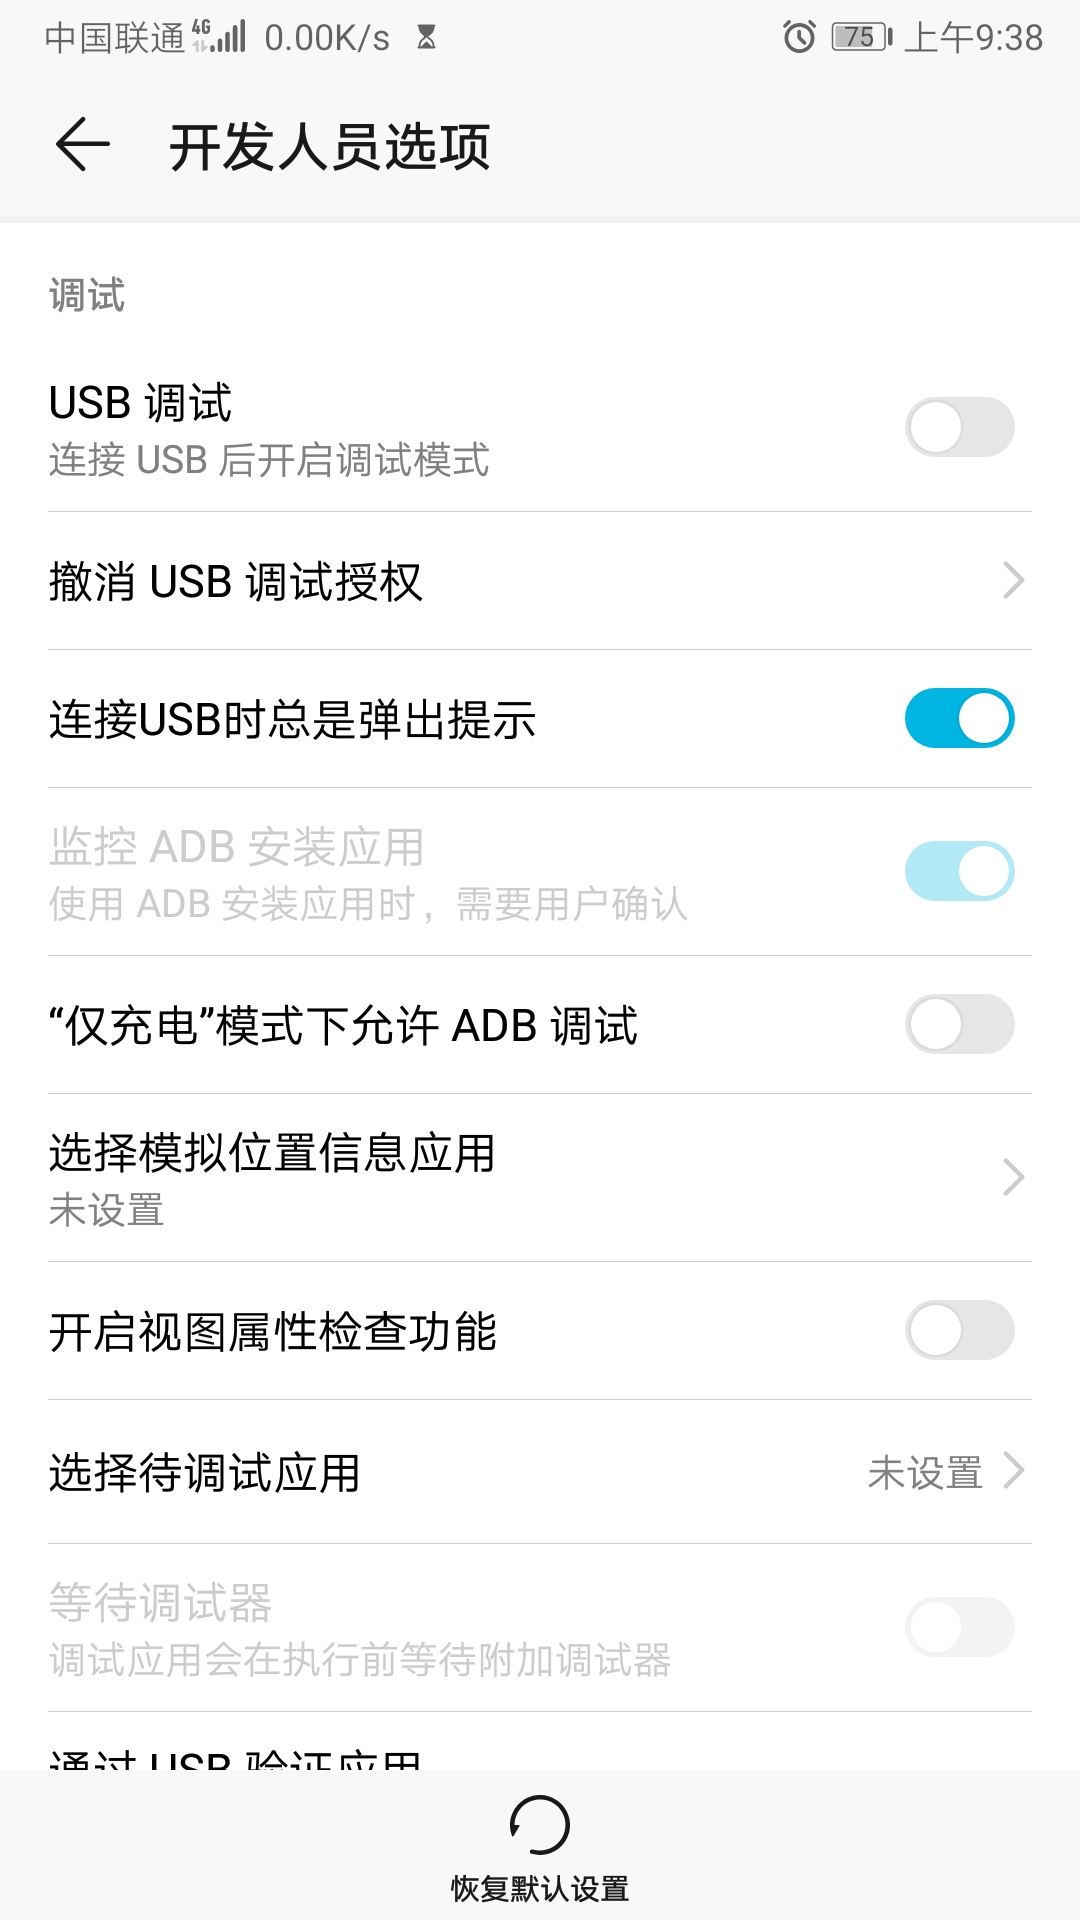 中国联通 4G 0.00K/s 75 上午9:38
开发人员选项
调试
USB 调试
连接 USB 后开启调试模式
撤消 USB 调试授权
连接USB时总是弹出提示
监控 ADB 安装应用
使用 ADB 安装应用时，需要用户确认
“仅充电”模式下允许 ADB 调试
选择模拟位置信息应用
未设置
开启视图属性检查功能
选择待调试应用 未设置
等待调试器
调试应用会在执行前等待附加调试器
通过 USB 验证应用
恢复默认设置